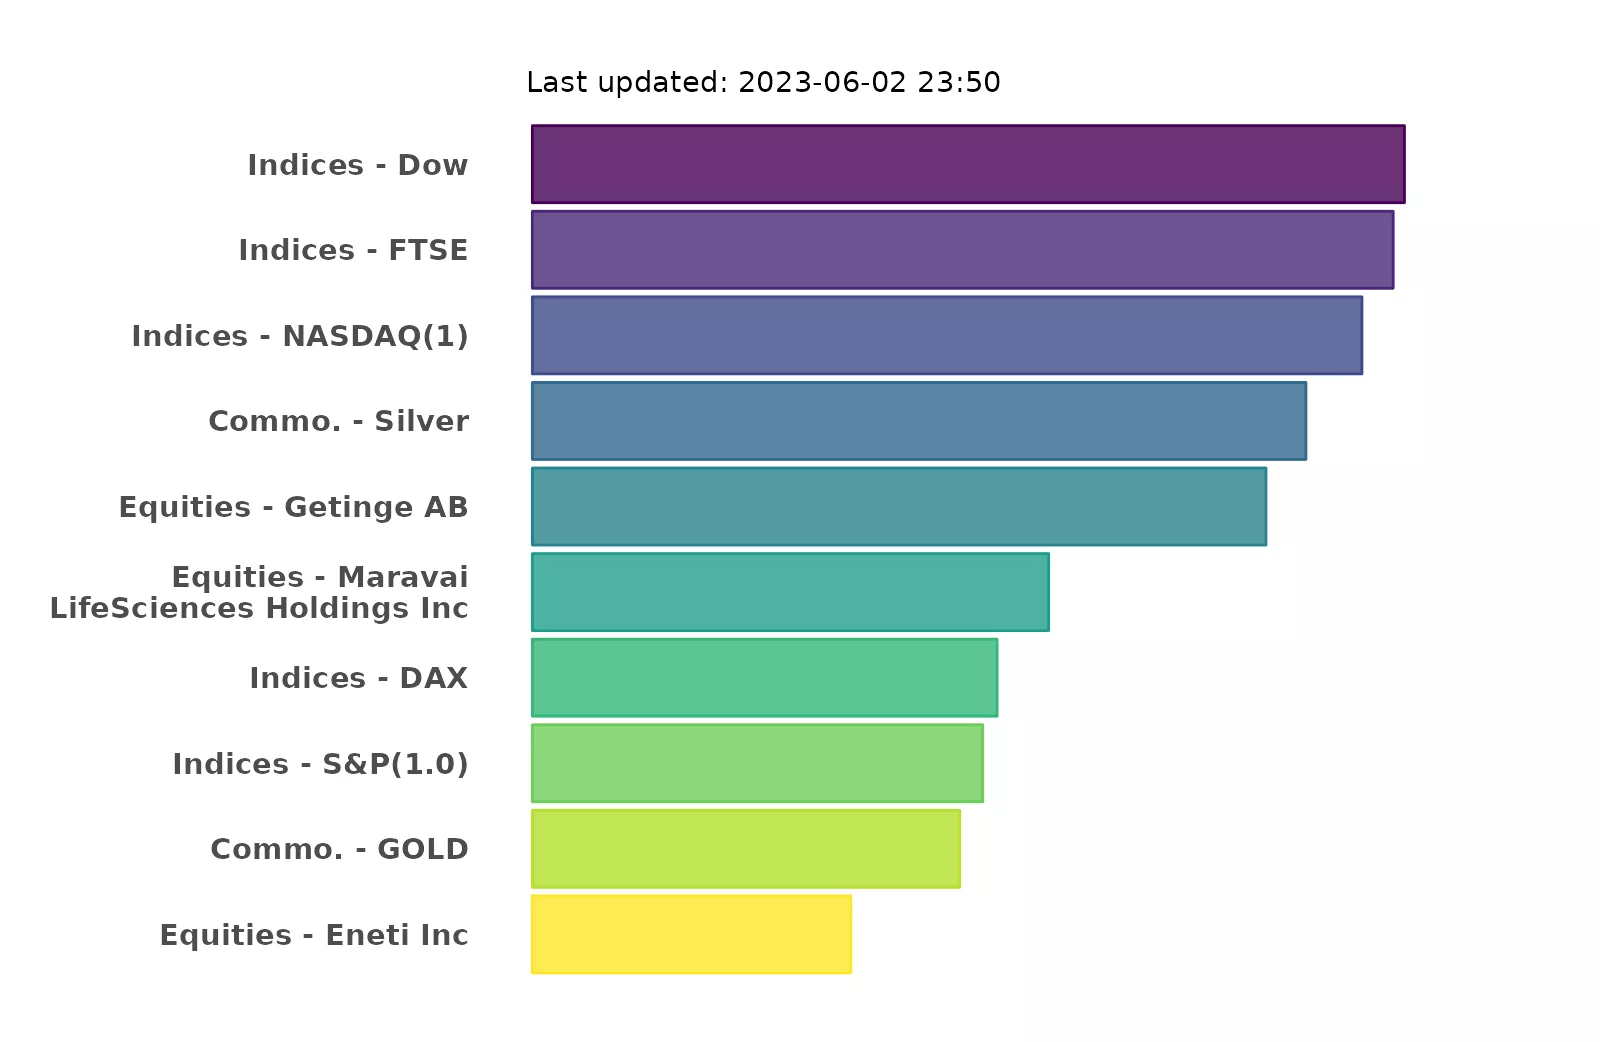 Last updated: 2023-06-02 23:50
Indices - Dow
Indices - FTSE
Indices - NASDAQ(1)
Commo. - Silver
Equities - Getinge AB
Equities - Maravai
LifeSciences Holdings Inc
Indices - DAX
Indices - S&P(1.0)
Commo. - GOLD
Equities - Eneti Inc